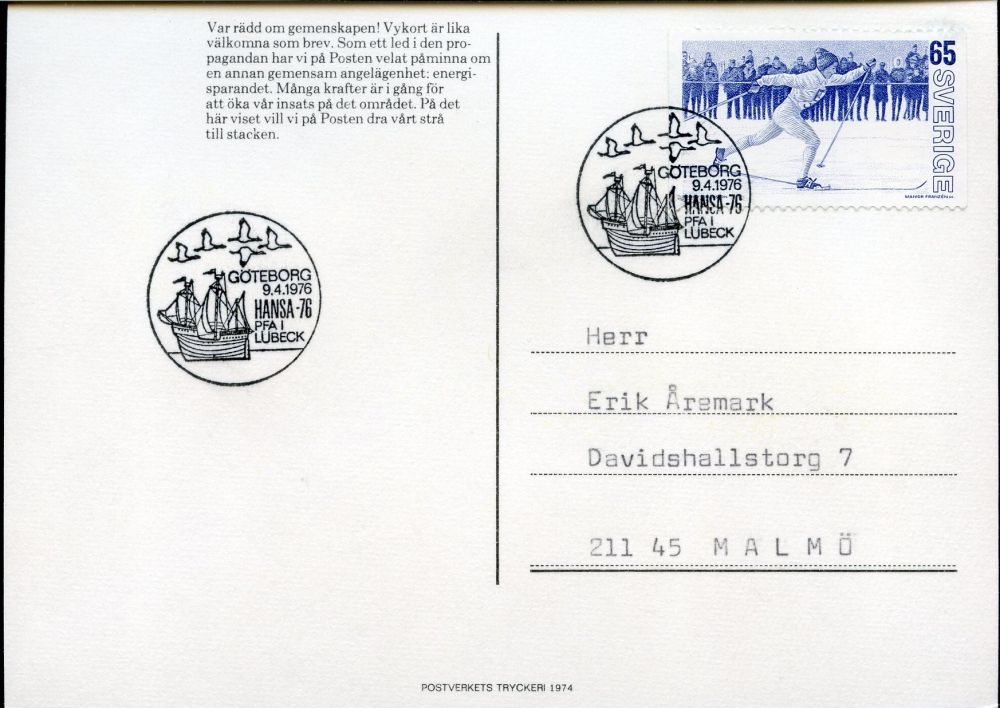 Var rädd om gemenskapen! Vykort är lika
välkomna som brev. Som ett led i den pro-
pagandan har vi på Posten velat påminna om
en annan gemensam angelägenhet: energi-
sparandet. Många krafter är i gång för
att öka vår insats på det området. På det
här viset vill vi på Posten dra vårt strå
till stacken.
65
SVERIGE
MAJVOR FRANZÉN sc.
GÖTEBORG
9.4.1976
HANSA-76
PFA I
LÜBECK
GÖTEBORG
9.4.1976
HANSA-76
PFA I
LÜBECK
Herr
Erik Åremark
Davidshallstorg 7
211 45 MALMÖ
POSTVERKETS TRYCKERI 1974